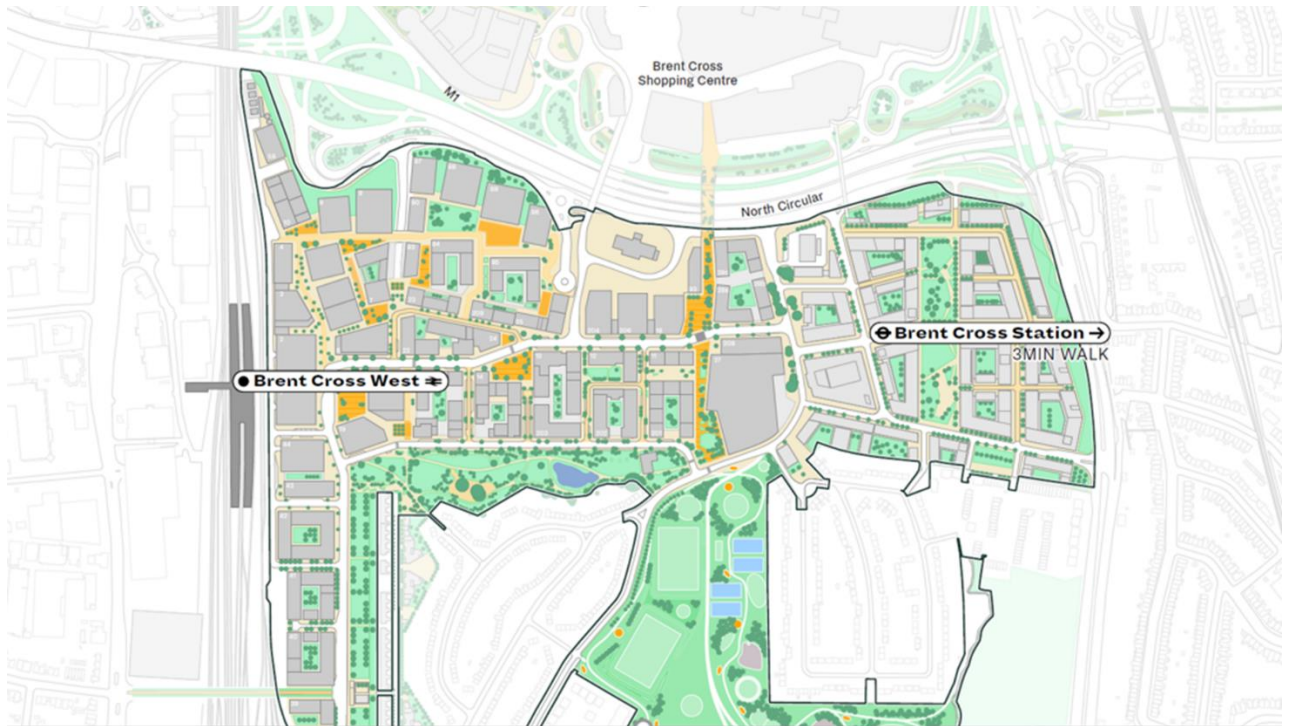 Brent Cross
Shopping Centre
M1
North Circular
Brent Cross Station →
3MIN WALK
Brent Cross West